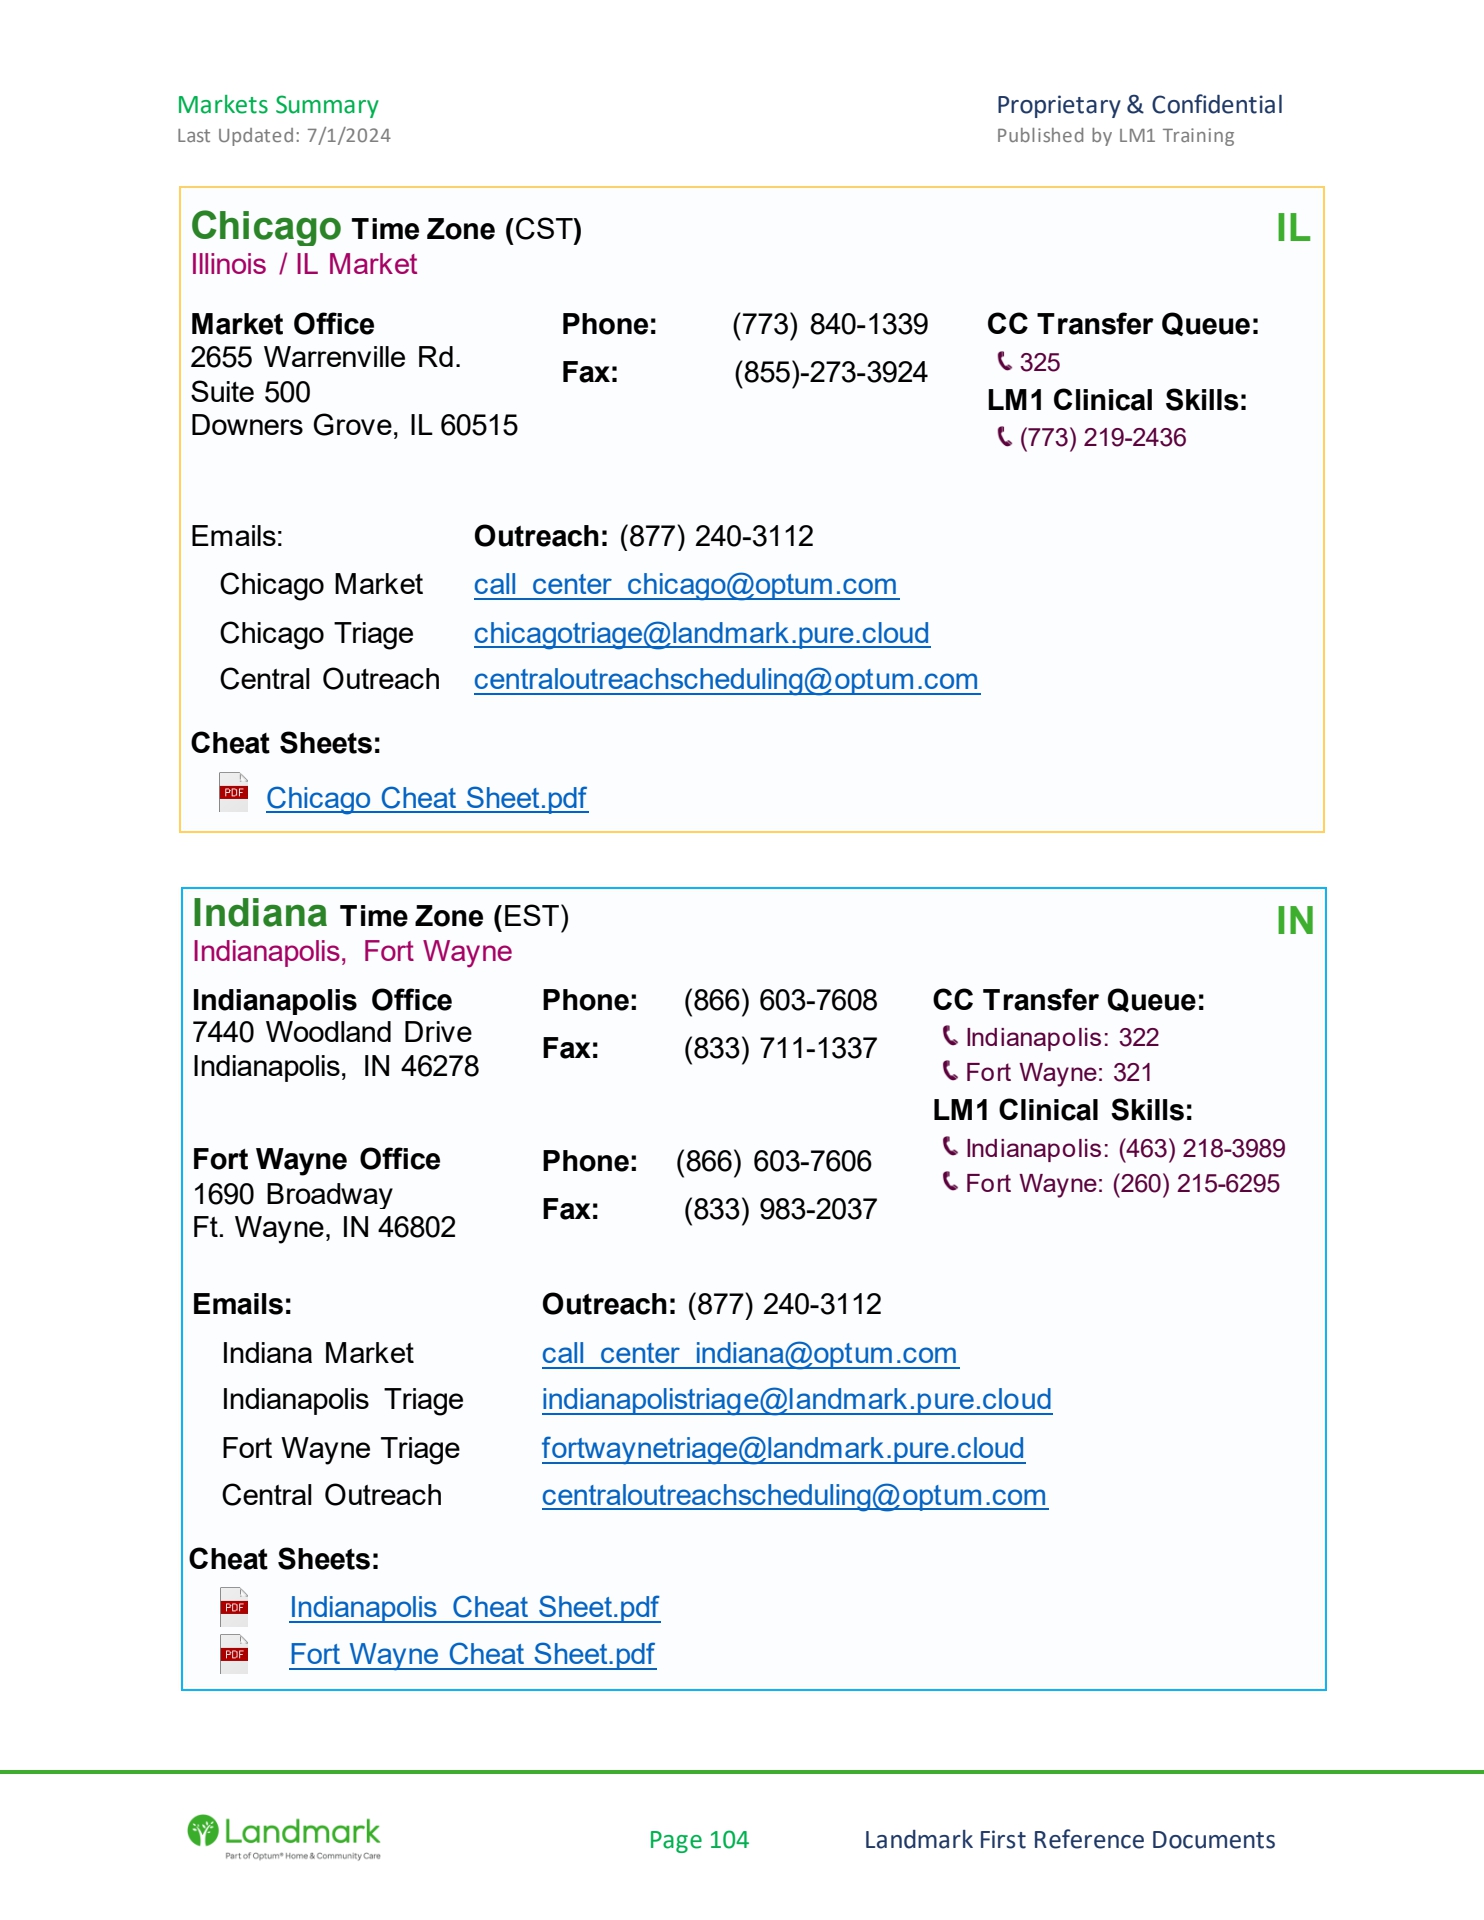 Markets Summary
Proprietary & Confidential
Last Updated: 7/1/2024
Published by LM1 Training
Chicago Time Zone (CST)
IL
Illinois / IL Market
Market Office
2655 Warrenville Rd.
Suite 500
Downers Grove, IL 60515
Phone: (773) 840-1339
Fax: (855)-273-3924
CC Transfer Queue:
325
LM1 Clinical Skills:
(773) 219-2436
Emails:
Outreach: (877) 240-3112
Chicago Market call_center_chicago@optum.com
Chicago Triage chicagotriage@landmark.pure.cloud
Central Outreach centraloutreachscheduling@optum.com
Cheat Sheets:
PDF Chicago Cheat Sheet.pdf
Indiana Time Zone (EST)
IN
Indianapolis, Fort Wayne
Indianapolis Office
7440 Woodland Drive
Indianapolis, IN 46278
Phone: (866) 603-7608
Fax: (833) 711-1337
CC Transfer Queue:
Indianapolis: 322
Fort Wayne: 321
LM1 Clinical Skills:
Indianapolis: (463) 218-3989
Fort Wayne: (260) 215-6295
Fort Wayne Office
1690 Broadway
Ft. Wayne, IN 46802
Phone: (866) 603-7606
Fax: (833) 983-2037
Emails:
Outreach: (877) 240-3112
Indiana Market call_center_indiana@optum.com
Indianapolis Triage indianapolistriage@landmark.pure.cloud
Fort Wayne Triage fortwaynetriage@landmark.pure.cloud
Central Outreach centraloutreachscheduling@optum.com
Cheat Sheets:
PDF Indianapolis Cheat Sheet.pdf
PDF Fort Wayne Cheat Sheet.pdf
Landmark
Part of Optum® Home & Community Care
Page 104
Landmark First Reference Documents